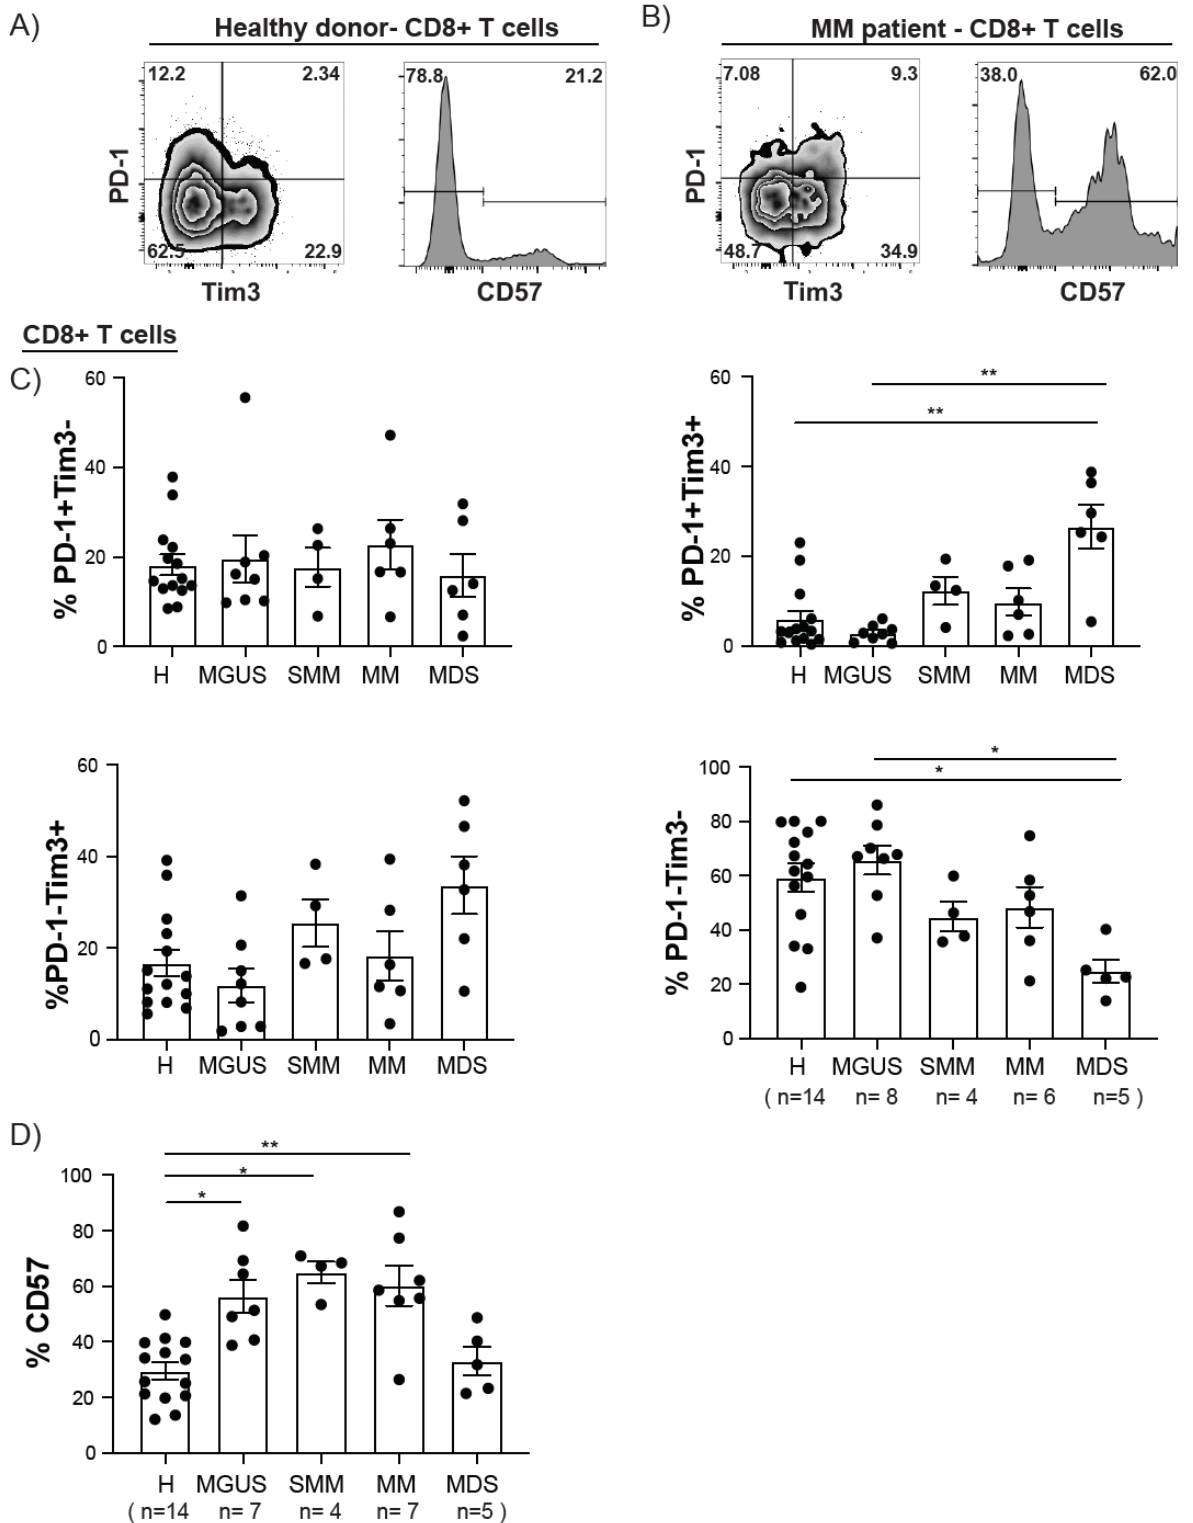 A)
Healthy donor- CD8+ T cells
B)
MM patient - CD8+ T cells
12.2 2.34
78.8 21.2
7.08 9.3
38.0 62.0
PD-1
PD-1
62.5 22.9
48.7 34.9
Tim3
CD57
Tim3
CD57
CD8+ T cells
C)
% PD-1+Tim3-
60
40
20
0
H MGUS SMM MM MDS
% PD-1+Tim3+
60
40
20
0
**
**
H MGUS SMM MM MDS
%PD-1-Tim3+
60
40
20
0
H MGUS SMM MM MDS
% PD-1-Tim3-
100
80
60
40
20
0
*
*
H MGUS SMM MM MDS
( n=14 n= 8 n= 4 n= 6 n=5 )
D)
% CD57
100
80
60
40
20
0
**
*
*
H MGUS SMM MM MDS
( n=14 n= 7 n= 4 n= 7 n=5 )